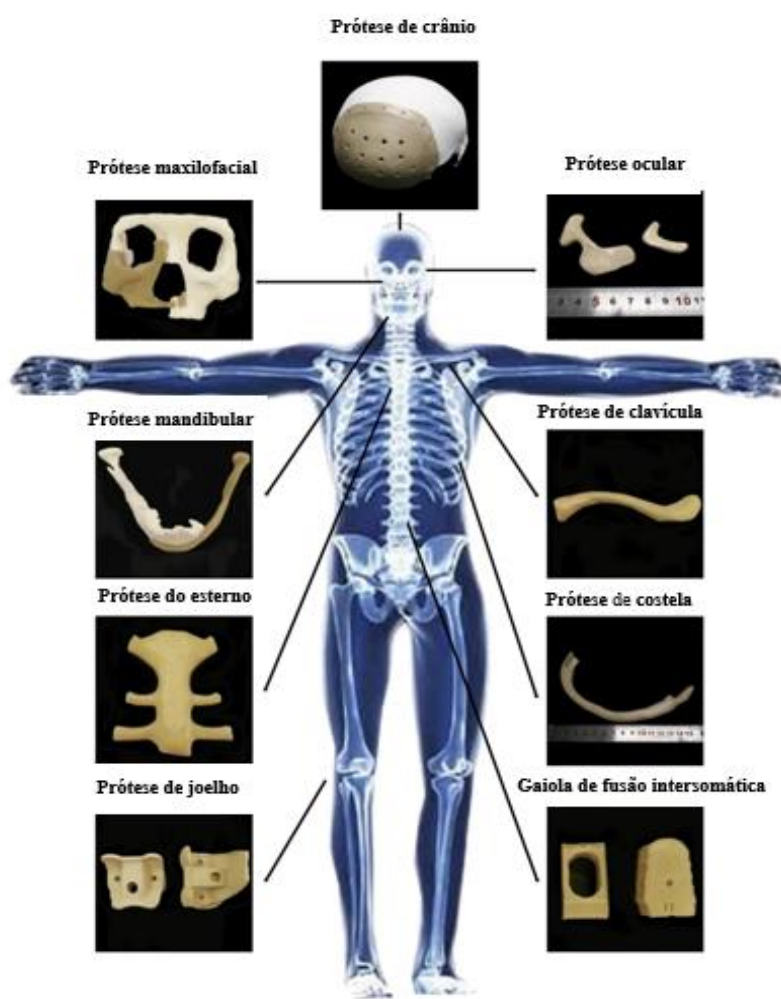 Prótese de crânio
Prótese maxilofacial
Prótese ocular
Prótese mandibular
Prótese de clavícula
Prótese do esterno
Prótese de costela
Prótese de joelho
Gaiola de fusão intersomática